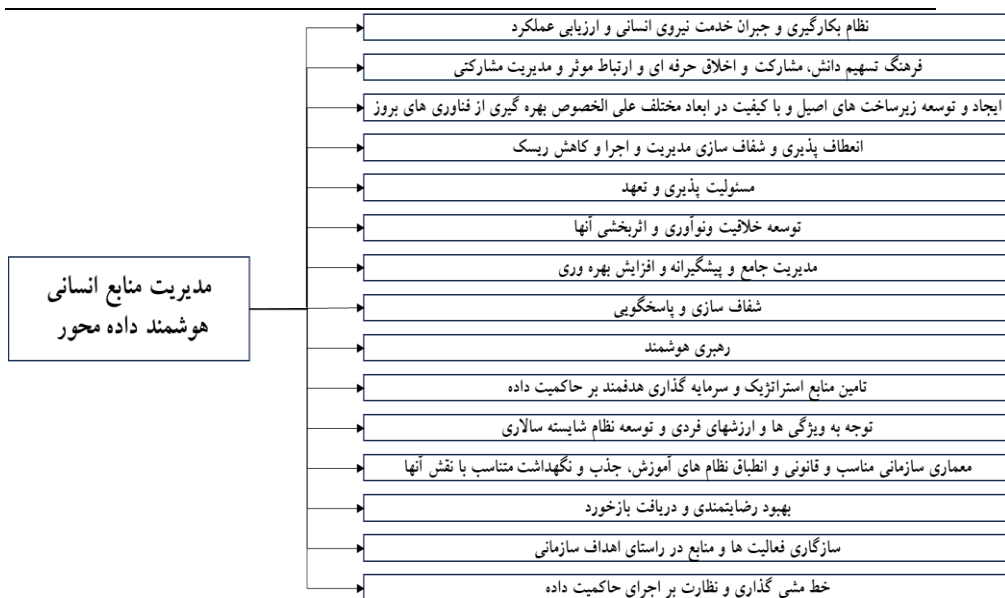 نظام بکارگیری و جبران خدمت نیروی انسانی و ارزیابی عملکرد
فرهنگ تسهیم دانش، مشارکت و اخلاق حرفه ای و ارتباط موثر و مدیریت مشارکتی
ایجاد و توسعه زیرساخت های اصیل و با کیفیت در ابعاد مختلف علی الخصوص بهره گیری از فناوری های بروز
انعطاف پذیری و شفاف سازی مدیریت و اجرا و کاهش ریسک
مسئولیت پذیری و تعهد
توسعه خلاقیت ونوآوری و اثربخشی آنها
مدیریت جامع و پیشگیرانه و افزایش بهره وری
شفاف سازی و پاسخگویی
رهبری هوشمند
تامین منابع استراتژیک و سرمایه گذاری هدفمند بر حاکمیت داده
توجه به ویژگی ها و ارزشهای فردی و توسعه نظام شایسته سالاری
معماری سازمانی مناسب و قانونی و انطباق نظام های آموزش، جذب و نگهداشت متناسب با نقش آنها
بهبود رضایتمندی و دریافت بازخورد
سازگاری فعالیت ها و منابع در راستای اهداف سازمانی
خط مشی گذاری و نظارت بر اجرای حاکمیت داده
مدیریت منابع انسانی
هوشمند داده محور